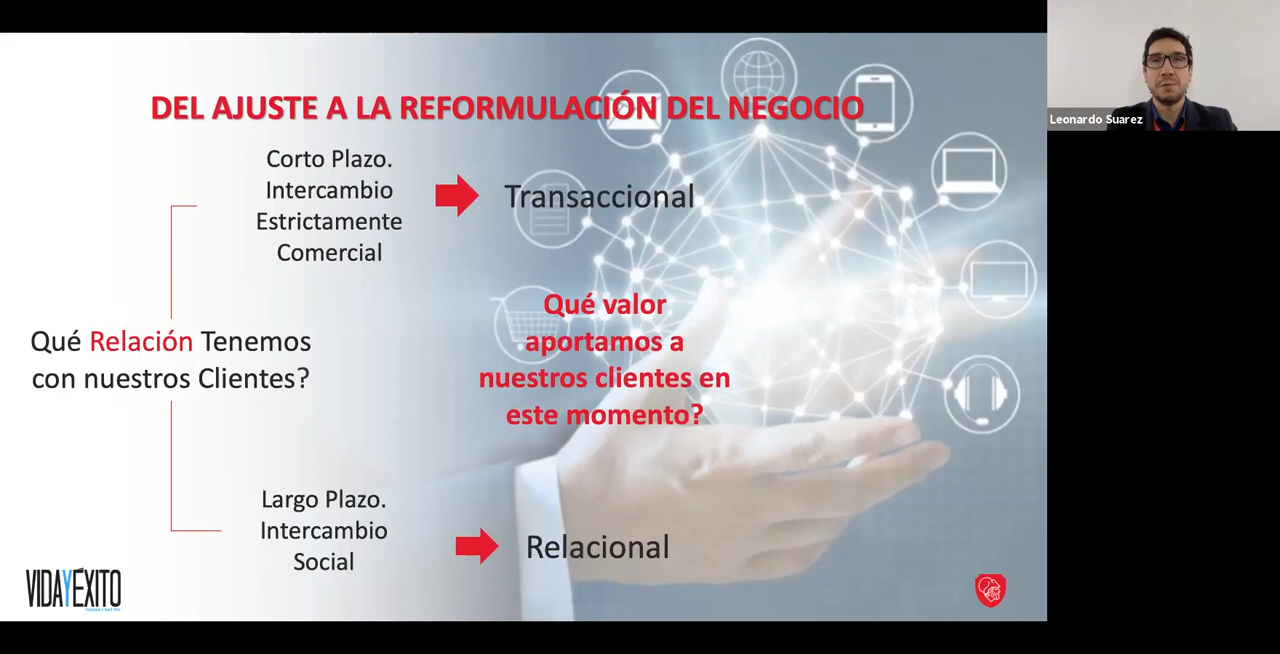 DEL AJUSTE A LA REFORMULACIÓN DEL NEGOCIO
Corto Plazo.
Intercambio
Estrictamente
Comercial
Transaccional
Qué Relación Tenemos
con nuestros Clientes?
Qué valor
aportamos a
nuestros clientes en
este momento?
Largo Plazo.
Intercambio
Social
Relacional
VIDAYÉXITO
Leonardo Suarez